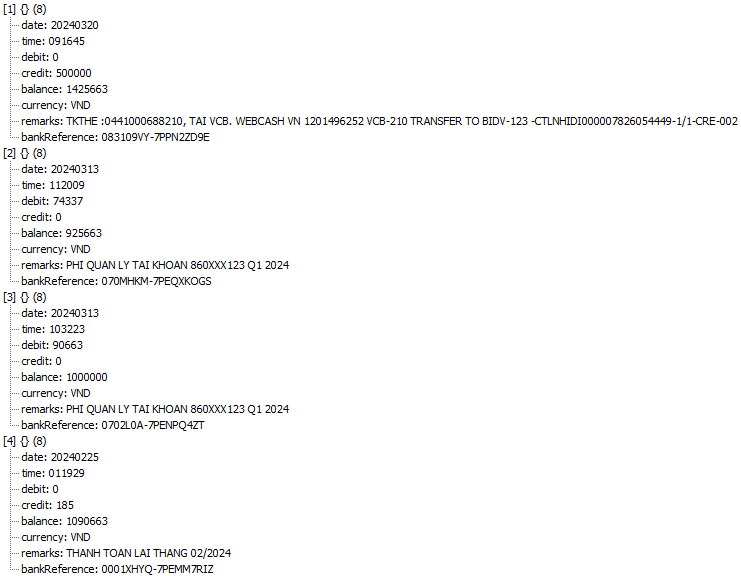 [1] {} (8)
date: 20240320
time: 091645
debit: 0
credit: 500000
balance: 1425663
currency: VND
remarks: TKTHE :0441000688210, TAI VCB. WEBCASH VN 1201496252 VCB-210 TRANSFER TO BIDV-123 -CTLNHIDI000007826054449-1/1-CRE-002
bankReference: 083109VY-7PPN2ZD9E
[2] {} (8)
date: 20240313
time: 112009
debit: 74337
credit: 0
balance: 925663
currency: VND
remarks: PHI QUAN LY TAI KHOAN 860XXX123 Q1 2024
bankReference: 070MHKM-7PEQXKOGS
[3] {} (8)
date: 20240313
time: 103223
debit: 90663
credit: 0
balance: 1000000
currency: VND
remarks: PHI QUAN LY TAI KHOAN 860XXX123 Q1 2024
bankReference: 0702L0A-7PENPQ4ZT
[4] {} (8)
date: 20240225
time: 011929
debit: 0
credit: 185
balance: 1090663
currency: VND
remarks: THANH TOAN LAI THANG 02/2024
bankReference: 0001XHYQ-7PEMM7RIZ